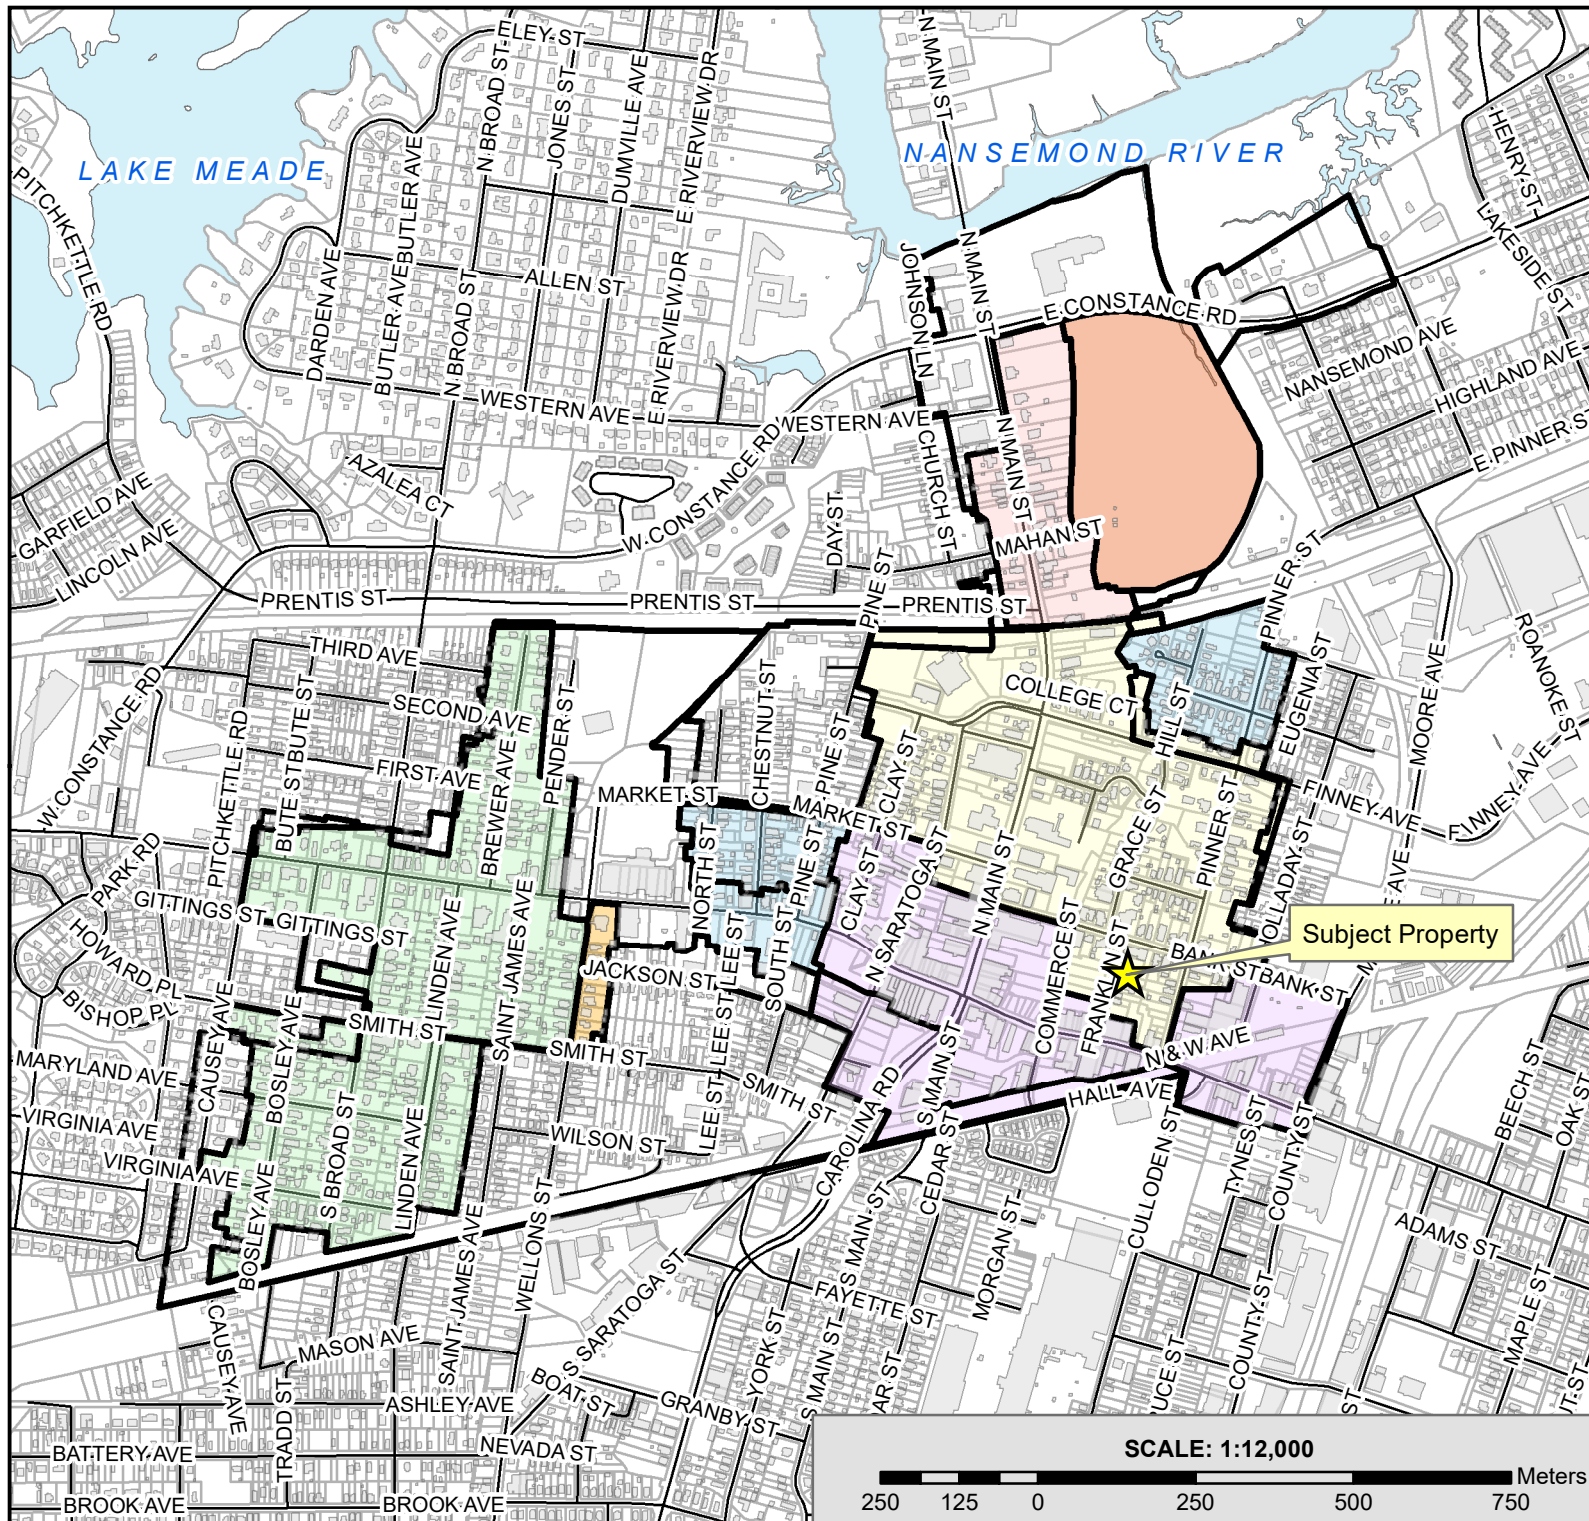 ELEY ST
N MAIN ST
N BROAD ST
JONES ST
DUMVILLE AVE
E RIVERVIEW DR
HENRY ST
LAKE MEADE
NANSEMOND RIVER
PITCHKETTLE RD
BUTLER AVE
LAKESIDE ST
DARDEN AVE
BUTLER AVE
N BROAD ST
ALLEN ST
E RIVERVIEW DR
JOHNSON LN
N MAIN ST
E CONSTANCE RD
NANSEMOND AVE
HIGHLAND AVE
WESTERN AVE
WESTERN AVE
E PINNER S
AZALEA CT
W CONSTANCE RD
CHURCH ST
N MAIN ST
GARFIELD AVE
LINCOLN AVE
DAY ST
MAHAN ST
PINE ST
PINNER ST
PRENTIS ST
PRENTIS ST
PRENTIS ST
THIRD AVE
ROANOKE ST
W CONSTANCE RD
BUTE ST
SECOND AVE
PENDER ST
CHESTNUT ST
PINE ST
COLLEGE CT
HILL ST
EUGENIA ST
MOORE AVE
PITCHKETTLE RD
BUTE ST
FIRST AVE
BREWER AVE
MARKET ST
MARKET ST
CLAY ST
GRACE ST
PINNER ST
FINNEY AVE
FINNEY AVE
PARK RD
GITTINGS ST
GITTINGS ST
HOWARD PL
BISHOP PL
LINDEN AVE
SAINT JAMES AVE
NORTH ST
PINE ST
CLAY ST
N SARATOGA ST
N MAIN ST
COMMERCE ST
HOLLADAY ST
Subject Property
JACKSON ST
LEE ST
SOUTH ST
BANK ST
BANK ST
CAUSEY AVE
BOSLEY AVE
SMITH ST
SMITH ST
SMITH ST
LEE ST
LEE ST
MARYLAND AVE
VIRGINIA AVE
VIRGINIA AVE
BOSLEY AVE
S BROAD ST
LINDEN AVE
WILSON ST
CAROLINA RD
S MAIN ST
CEDAR ST
N & W AVE
HALL AVE
CULLODEN ST
TYNES ST
COUNTY ST
BEECH ST
OAK ST
SAINT JAMES AVE
WELLONS ST
S SARATOGA ST
S MAIN ST
FAYETTE ST
MORGAN ST
ADAMS ST
CAUSEY AVE
MASON AVE
TRADD ST
ASHLEY AVE
BOAT ST
GRANBY ST
YORK ST
S MAIN ST
DAR ST
UCE ST
COUNTY ST
MAPLE ST
BATTERY AVE
NEVADA ST
BROOK AVE
BROOK AVE
SCALE: 1:12,000
Meters
250 125 0 250 500 750